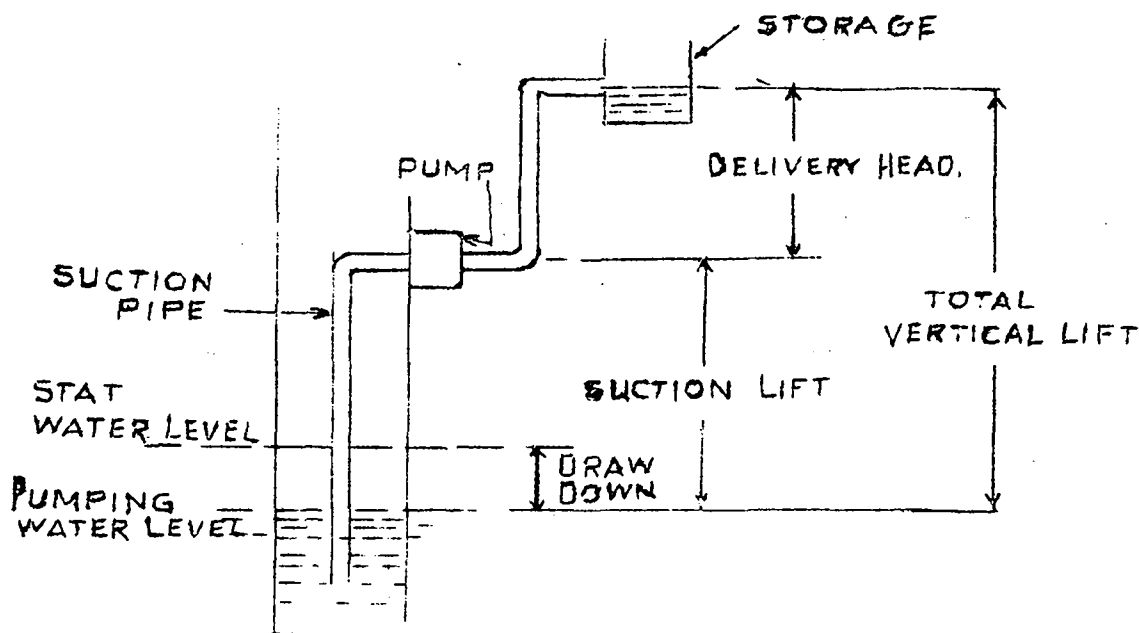 STORAGE
PUMP
DELIVERY HEAD.
SUCTION
PIPE
TOTAL
VERTICAL LIFT
STAT
WATER LEVEL
SUCTION LIFT
DRAW
DOWN
PUMPING
WATER LEVEL